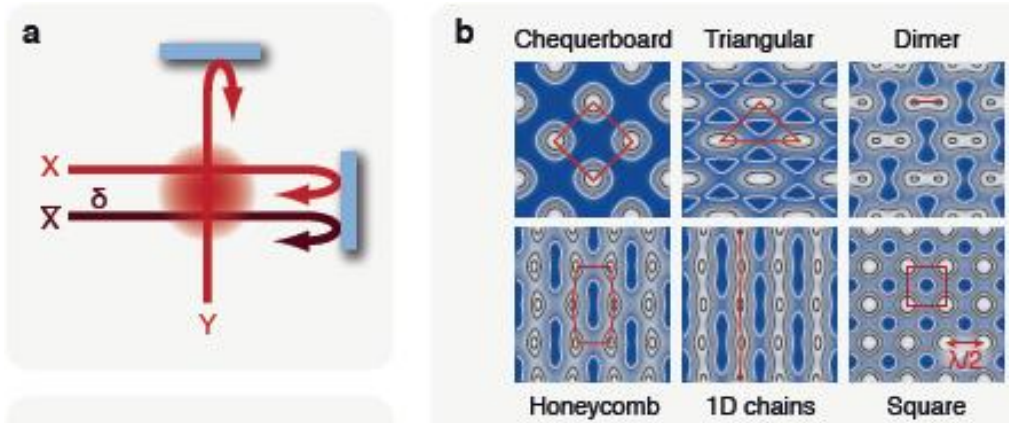 a
X
δ
X̅
Y
b
Chequerboard Triangular Dimer
λ/2
Honeycomb 1D chains Square